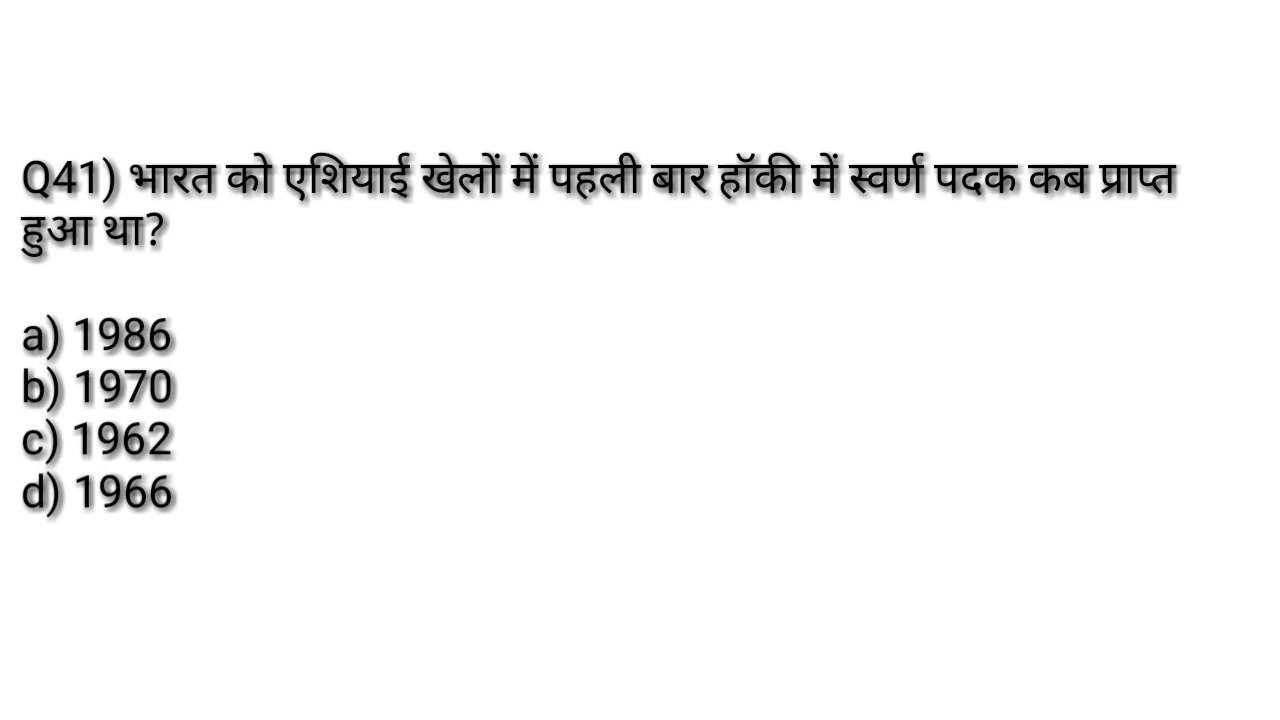 Q41) भारत को एशियाई खेलों में पहली बार हॉकी में स्वर्ण पदक कब प्राप्त
हुआ था?
a) 1986
b) 1970
c) 1962
d) 1966